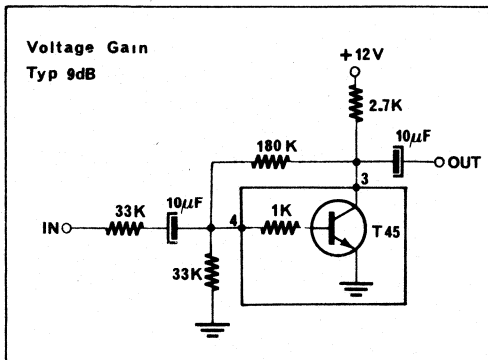 Voltage Gain
Typ 9dB
+12V
2.7K
180 K
10μF
OUT
3
10μF
33K
IN
4
1K
T45
33K